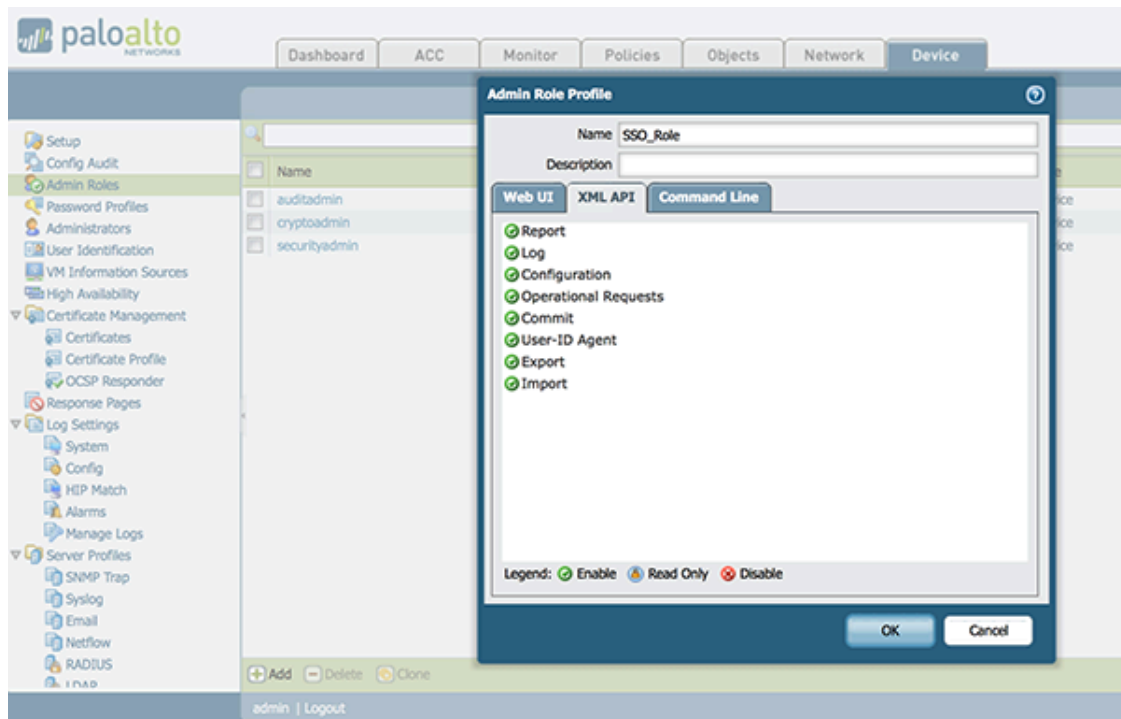 paloalto
NETWORKS
Dashboard ACC Monitor Policies Objects Network Device
Admin Role Profile
Name SSO_Role
Description
Web UI XML API Command Line
Report
Log
Configuration
Operational Requests
Commit
User-ID Agent
Export
Import
Legend: Enable Read Only Disable
OK Cancel
Setup
Config Audit
Admin Roles
Password Profiles
Administrators
User Identification
VM Information Sources
High Availability
Certificate Management
Certificates
Certificate Profile
OCSP Responder
Response Pages
Log Settings
System
Config
HIP Match
Alarms
Manage Logs
Server Profiles
SNMP Trap
Syslog
Email
Netflow
RADIUS
Name
auditadmin
cryptoadmin
securityadmin
Add Delete Clone
admin | Logout